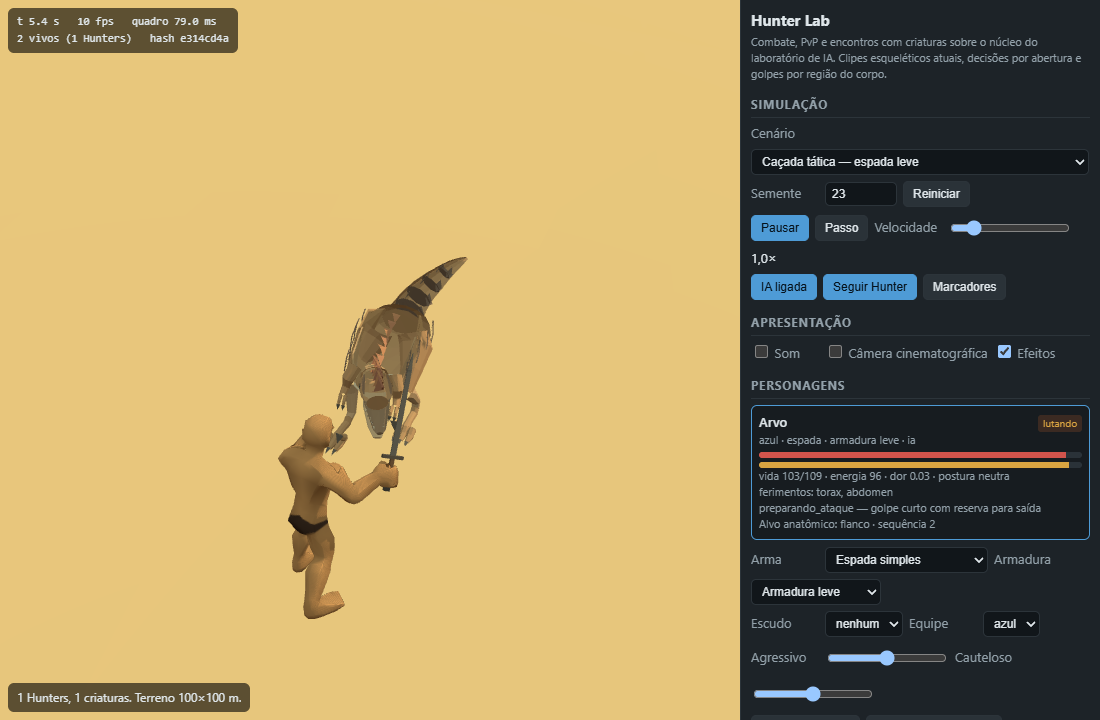 t 5.4 s   10 fps   quadro 79.0 ms
2 vivos (1 Hunters)   hash e314cd4a
Hunter Lab
Combate, PvP e encontros com criaturas sobre o núcleo do
laboratório de IA. Clipes esqueléticos atuais, decisões por abertura e
golpes por região do corpo.
SIMULAÇÃO
Cenário
Caçada tática — espada leve
Semente 23 Reiniciar
Pausar Passo Velocidade
1,0×
IA ligada Seguir Hunter Marcadores
APRESENTAÇÃO
Som Câmera cinematográfica Efeitos
PERSONAGENS
Arvo lutando
azul · espada · armadura leve · ia
vida 103/109 · energia 96 · dor 0.03 · postura neutra
ferimentos: torax, abdomen
preparando_ataque — golpe curto com reserva para saída
Alvo anatômico: flanco · sequência 2
Arma Espada simples Armadura
Armadura leve
Escudo nenhum Equipe azul
Agressivo Cauteloso
1 Hunters, 1 criaturas. Terreno 100×100 m.